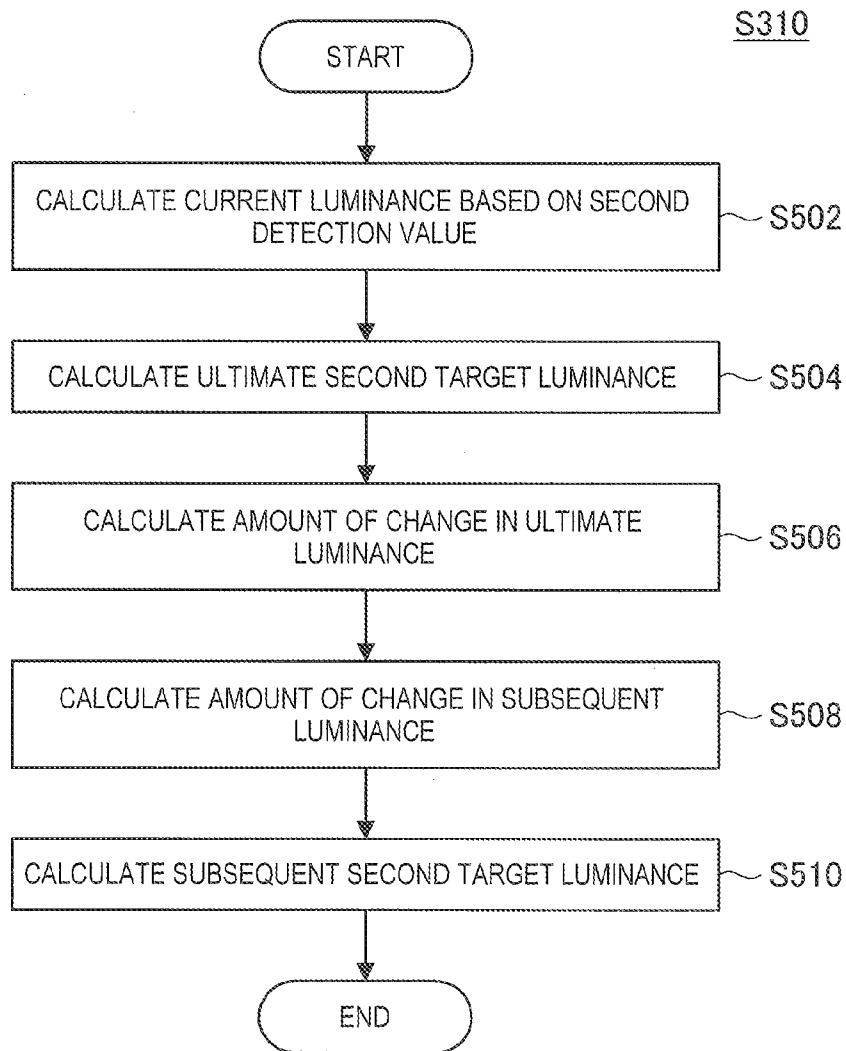 S310
START
CALCULATE CURRENT LUMINANCE BASED ON SECOND
DETECTION VALUE
S502
CALCULATE ULTIMATE SECOND TARGET LUMINANCE
S504
CALCULATE AMOUNT OF CHANGE IN ULTIMATE
LUMINANCE
S506
CALCULATE AMOUNT OF CHANGE IN SUBSEQUENT
LUMINANCE
S508
CALCULATE SUBSEQUENT SECOND TARGET LUMINANCE
S510
END